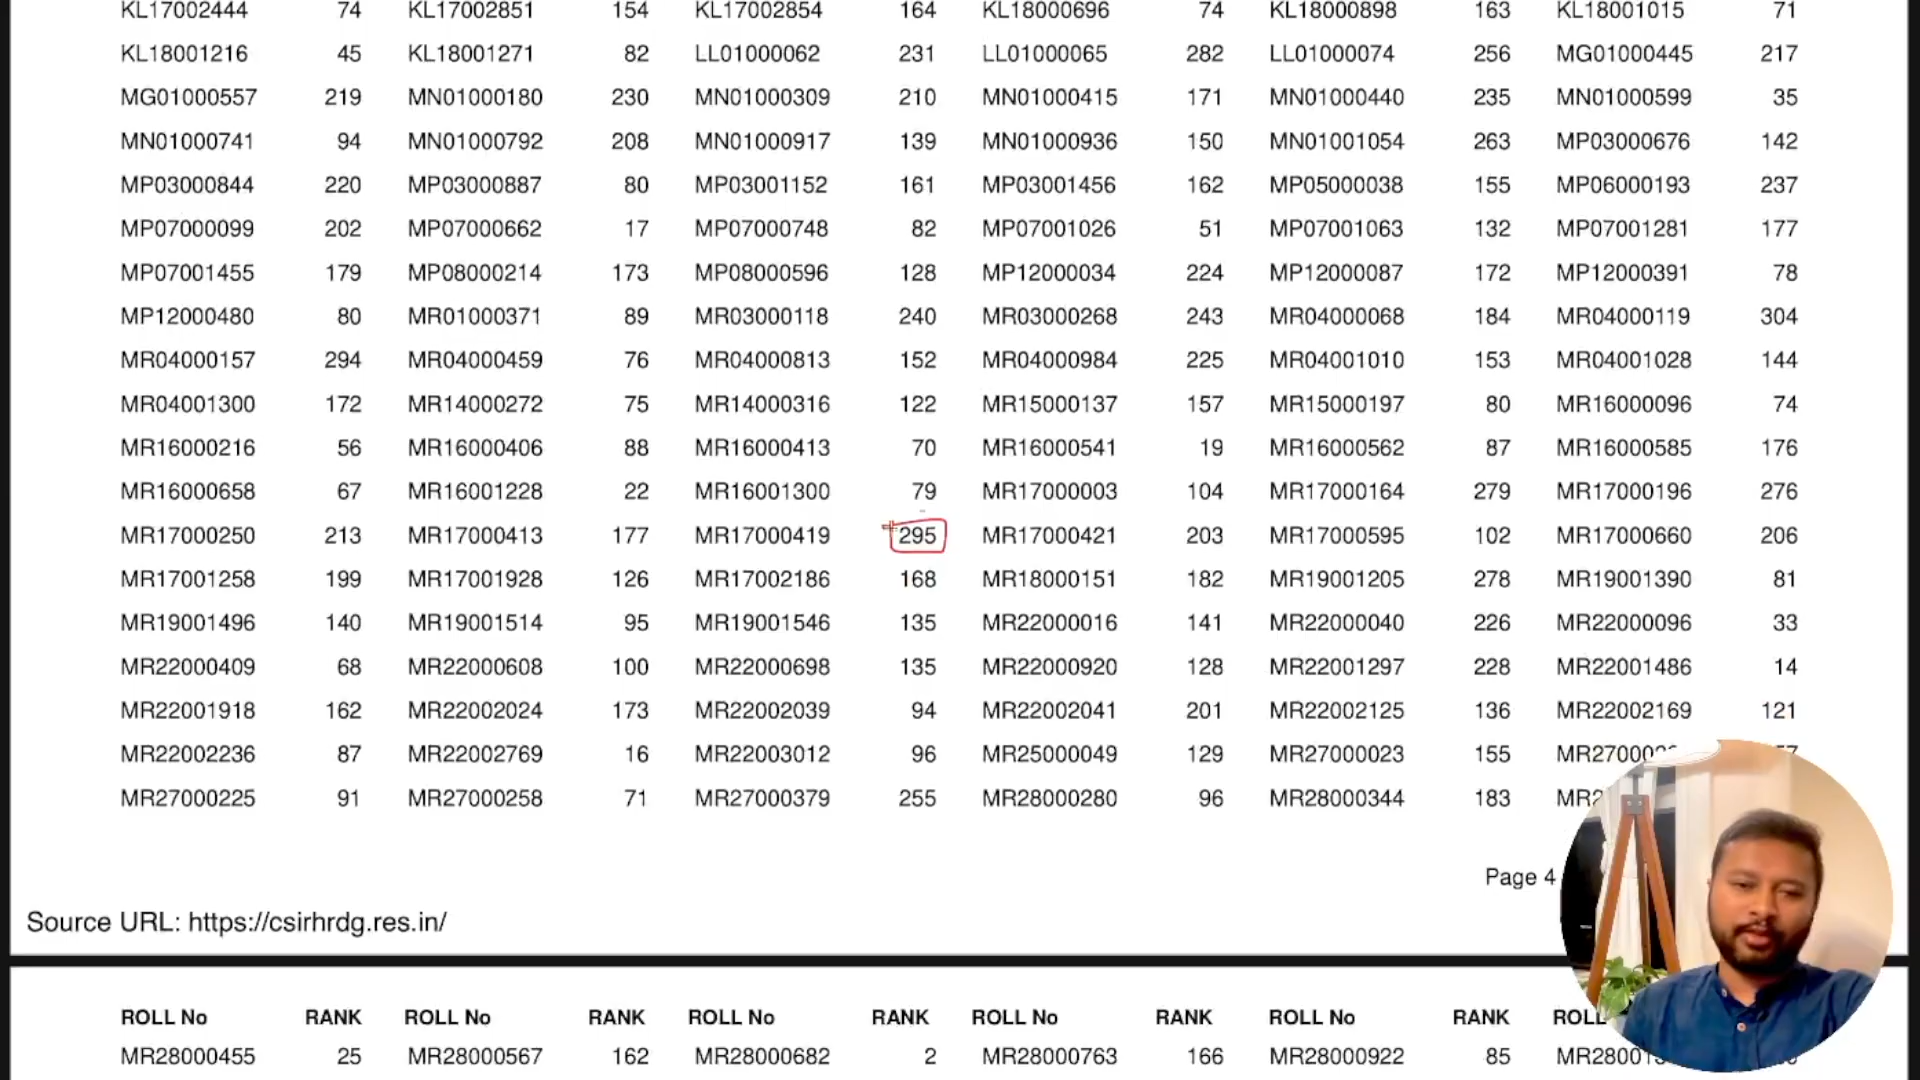 KL17002444 74 KL17002851 154 KL17002854 164 KL18000696 74 KL18000898 163 KL18001015 71
KL18001216 45 KL18001271 82 LL01000062 231 LL01000065 282 LL01000074 256 MG01000445 217
MG01000557 219 MN01000180 230 MN01000309 210 MN01000415 171 MN01000440 235 MN01000599 35
MN01000741 94 MN01000792 208 MN01000917 139 MN01000936 150 MN01001054 263 MP03000676 142
MP03000844 220 MP03000887 80 MP03001152 161 MP03001456 162 MP05000038 155 MP06000193 237
MP07000099 202 MP07000662 17 MP07000748 82 MP07001026 51 MP07001063 132 MP07001281 177
MP07001455 179 MP08000214 173 MP08000596 128 MP12000034 224 MP12000087 172 MP12000391 78
MP12000480 80 MR01000371 89 MR03000118 240 MR03000268 243 MR04000068 184 MR04000119 304
MR04000157 294 MR04000459 76 MR04000813 152 MR04000984 225 MR04001010 153 MR04001028 144
MR04001300 172 MR14000272 75 MR14000316 122 MR15000137 157 MR15000197 80 MR16000096 74
MR16000216 56 MR16000406 88 MR16000413 70 MR16000541 19 MR16000562 87 MR16000585 176
MR16000658 67 MR16001228 22 MR16001300 79 MR17000003 104 MR17000164 279 MR17000196 276
MR17000250 213 MR17000413 177 MR17000419 295 MR17000421 203 MR17000595 102 MR17000660 206
MR17001258 199 MR17001928 126 MR17002186 168 MR18000151 182 MR19001205 278 MR19001390 81
MR19001496 140 MR19001514 95 MR19001546 135 MR22000016 141 MR22000040 226 MR22000096 33
MR22000409 68 MR22000608 100 MR22000698 135 MR22000920 128 MR22001297 228 MR22001486 14
MR22001918 162 MR22002024 173 MR22002039 94 MR22002041 201 MR22002125 136 MR22002169 121
MR22002236 87 MR22002769 16 MR22003012 96 MR25000049 129 MR27000023 155
MR27000225 91 MR27000258 71 MR27000379 255 MR28000280 96 MR28000344 183
Page 4
Source URL: https://csirhrdg.res.in/
ROLL No RANK ROLL No RANK ROLL No RANK ROLL No RANK ROLL No RANK ROLL
MR28000455 25 MR28000567 162 MR28000682 2 MR28000763 166 MR28000922 85